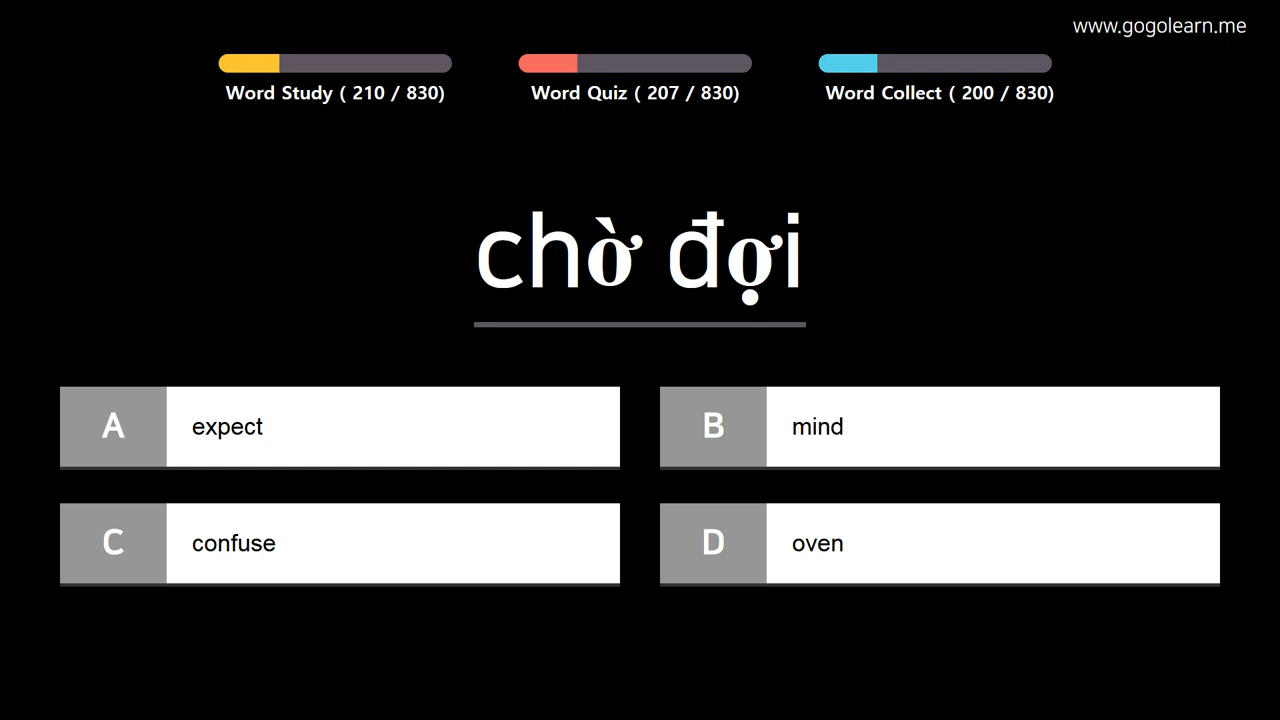 www.gogolearn.me
Word Study ( 210 / 830)
Word Quiz ( 207 / 830)
Word Collect ( 200 / 830)
chờ đợi
A expect
B mind
C confuse
D oven